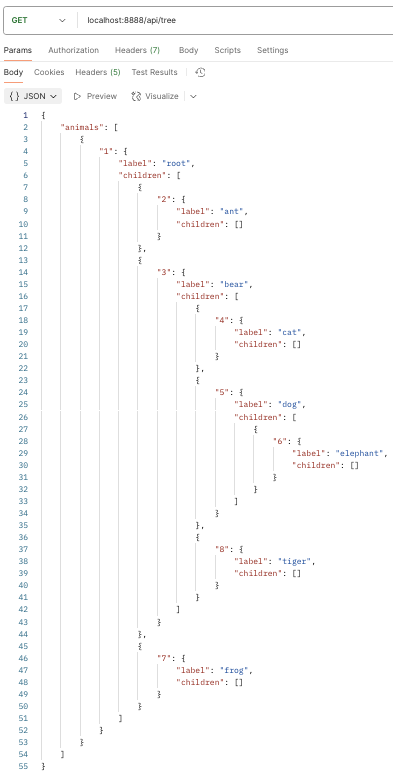 GET localhost:8888/api/tree
Params Authorization Headers (7) Body Scripts Settings
Body Cookies Headers (5) Test Results
{ } JSON Preview Visualize
1 {
2 "animals": [
3 {
4 "1": {
5 "label": "root",
6 "children": [
7 {
8 "2": {
9 "label": "ant",
10 "children": []
11 }
12 },
13 {
14 "3": {
15 "label": "bear",
16 "children": [
17 {
18 "4": {
19 "label": "cat",
20 "children": []
21 }
22 },
23 {
24 "5": {
25 "label": "dog",
26 "children": [
27 {
28 "6": {
29 "label": "elephant",
30 "children": []
31 }
32 }
33 ]
34 }
35 },
36 {
37 "8": {
38 "label": "tiger",
39 "children": []
40 }
41 }
42 ]
43 }
44 },
45 {
46 "7": {
47 "label": "frog",
48 "children": []
49 }
50 }
51 ]
52 }
53 }
54 ]
55 }